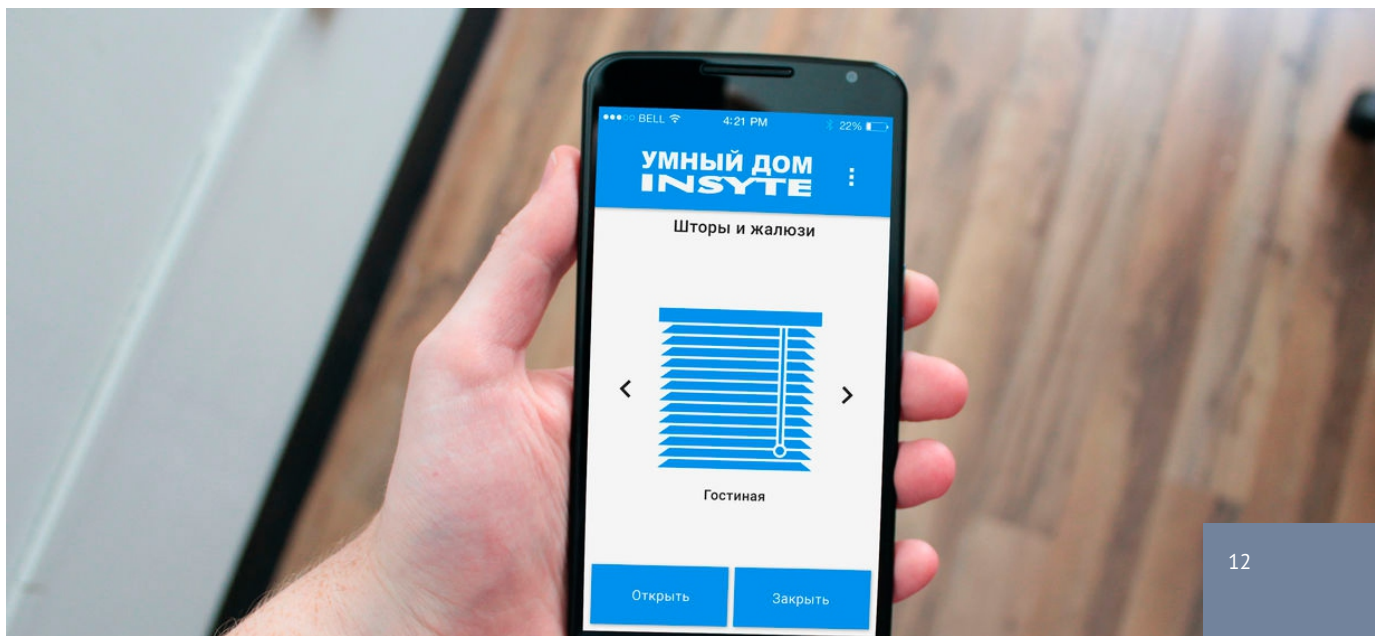 BELL 4:21 PM 22%
УМНЫЙ ДОМ
INSYTE
Шторы и жалюзи
Гостиная
Открыть Закрыть
12